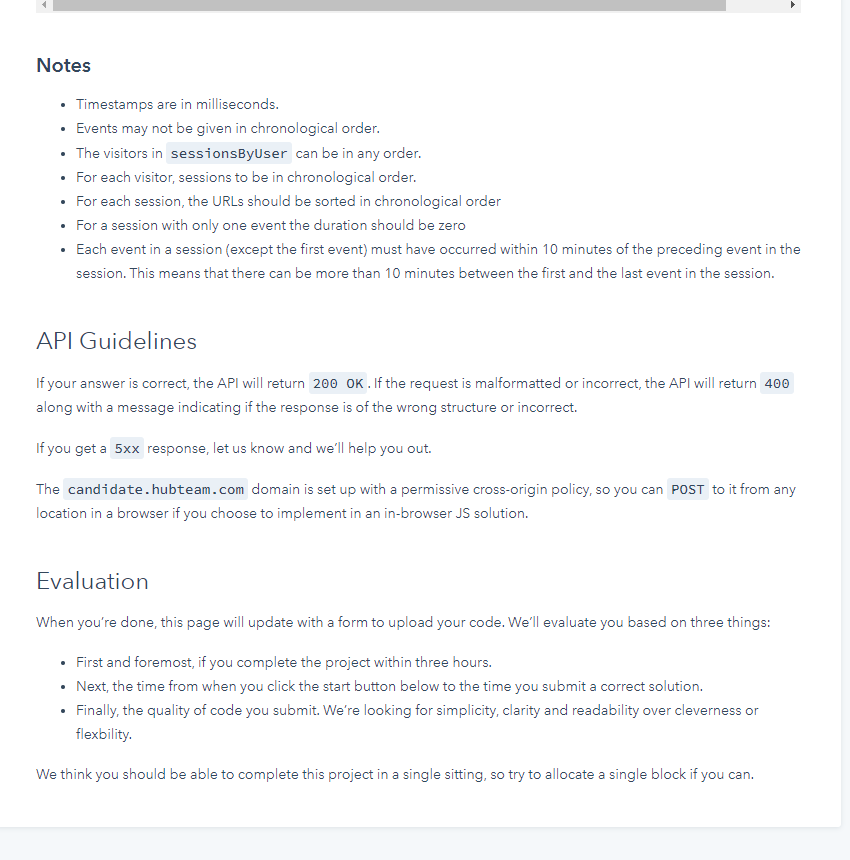 Notes
Timestamps are in milliseconds.
Events may not be given in chronological order.
The visitors in sessionsByUser can be in any order.
For each visitor, sessions to be in chronological order.
For each session, the URLs should be sorted in chronological order
For a session with only one event the duration should be zero
Each event in a session (except the first event) must have occurred within 10 minutes of the preceding event in the
session. This means that there can be more than 10 minutes between the first and the last event in the session.
API Guidelines
If your answer is correct, the API will return 200 OK. If the request is malformatted or incorrect, the API will return 400
along with a message indicating if the response is of the wrong structure or incorrect.
If you get a 5xx response, let us know and we'll help you out.
The candidate.hubteam.com domain is set up with a permissive cross-origin policy, so you can POST to it from any
location in a browser if you choose to implement in an in-browser JS solution.
Evaluation
When you're done, this page will update with a form to upload your code. We'll evaluate you based on three things:
First and foremost, if you complete the project within three hours.
Next, the time from when you click the start button below to the time you submit a correct solution.
Finally, the quality of code you submit. We're looking for simplicity, clarity and readability over cleverness or
flexbility.
We think you should be able to complete this project in a single sitting, so try to allocate a single block if you can.